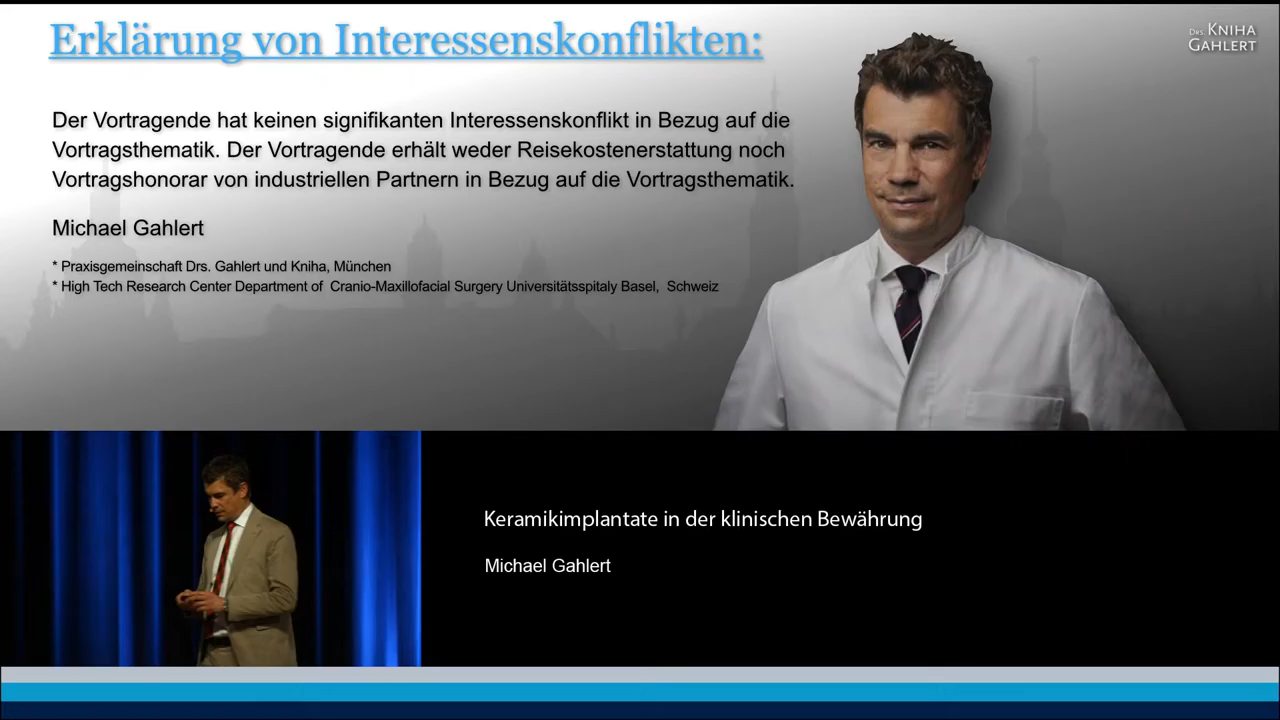 Erklärung von Interessenskonflikten:
DRS. KNIHA
GAHLERT
Der Vortragende hat keinen signifikanten Interessenskonflikt in Bezug auf die
Vortragsthematik. Der Vortragende erhält weder Reisekostenerstattung noch
Vortragshonorar von industriellen Partnern in Bezug auf die Vortragsthematik.
Michael Gahlert
* Praxisgemeinschaft Drs. Gahlert und Kniha, München
* High Tech Research Center Department of Cranio-Maxillofacial Surgery Universitätsspitaly Basel, Schweiz
Keramikimplantate in der klinischen Bewährung
Michael Gahlert